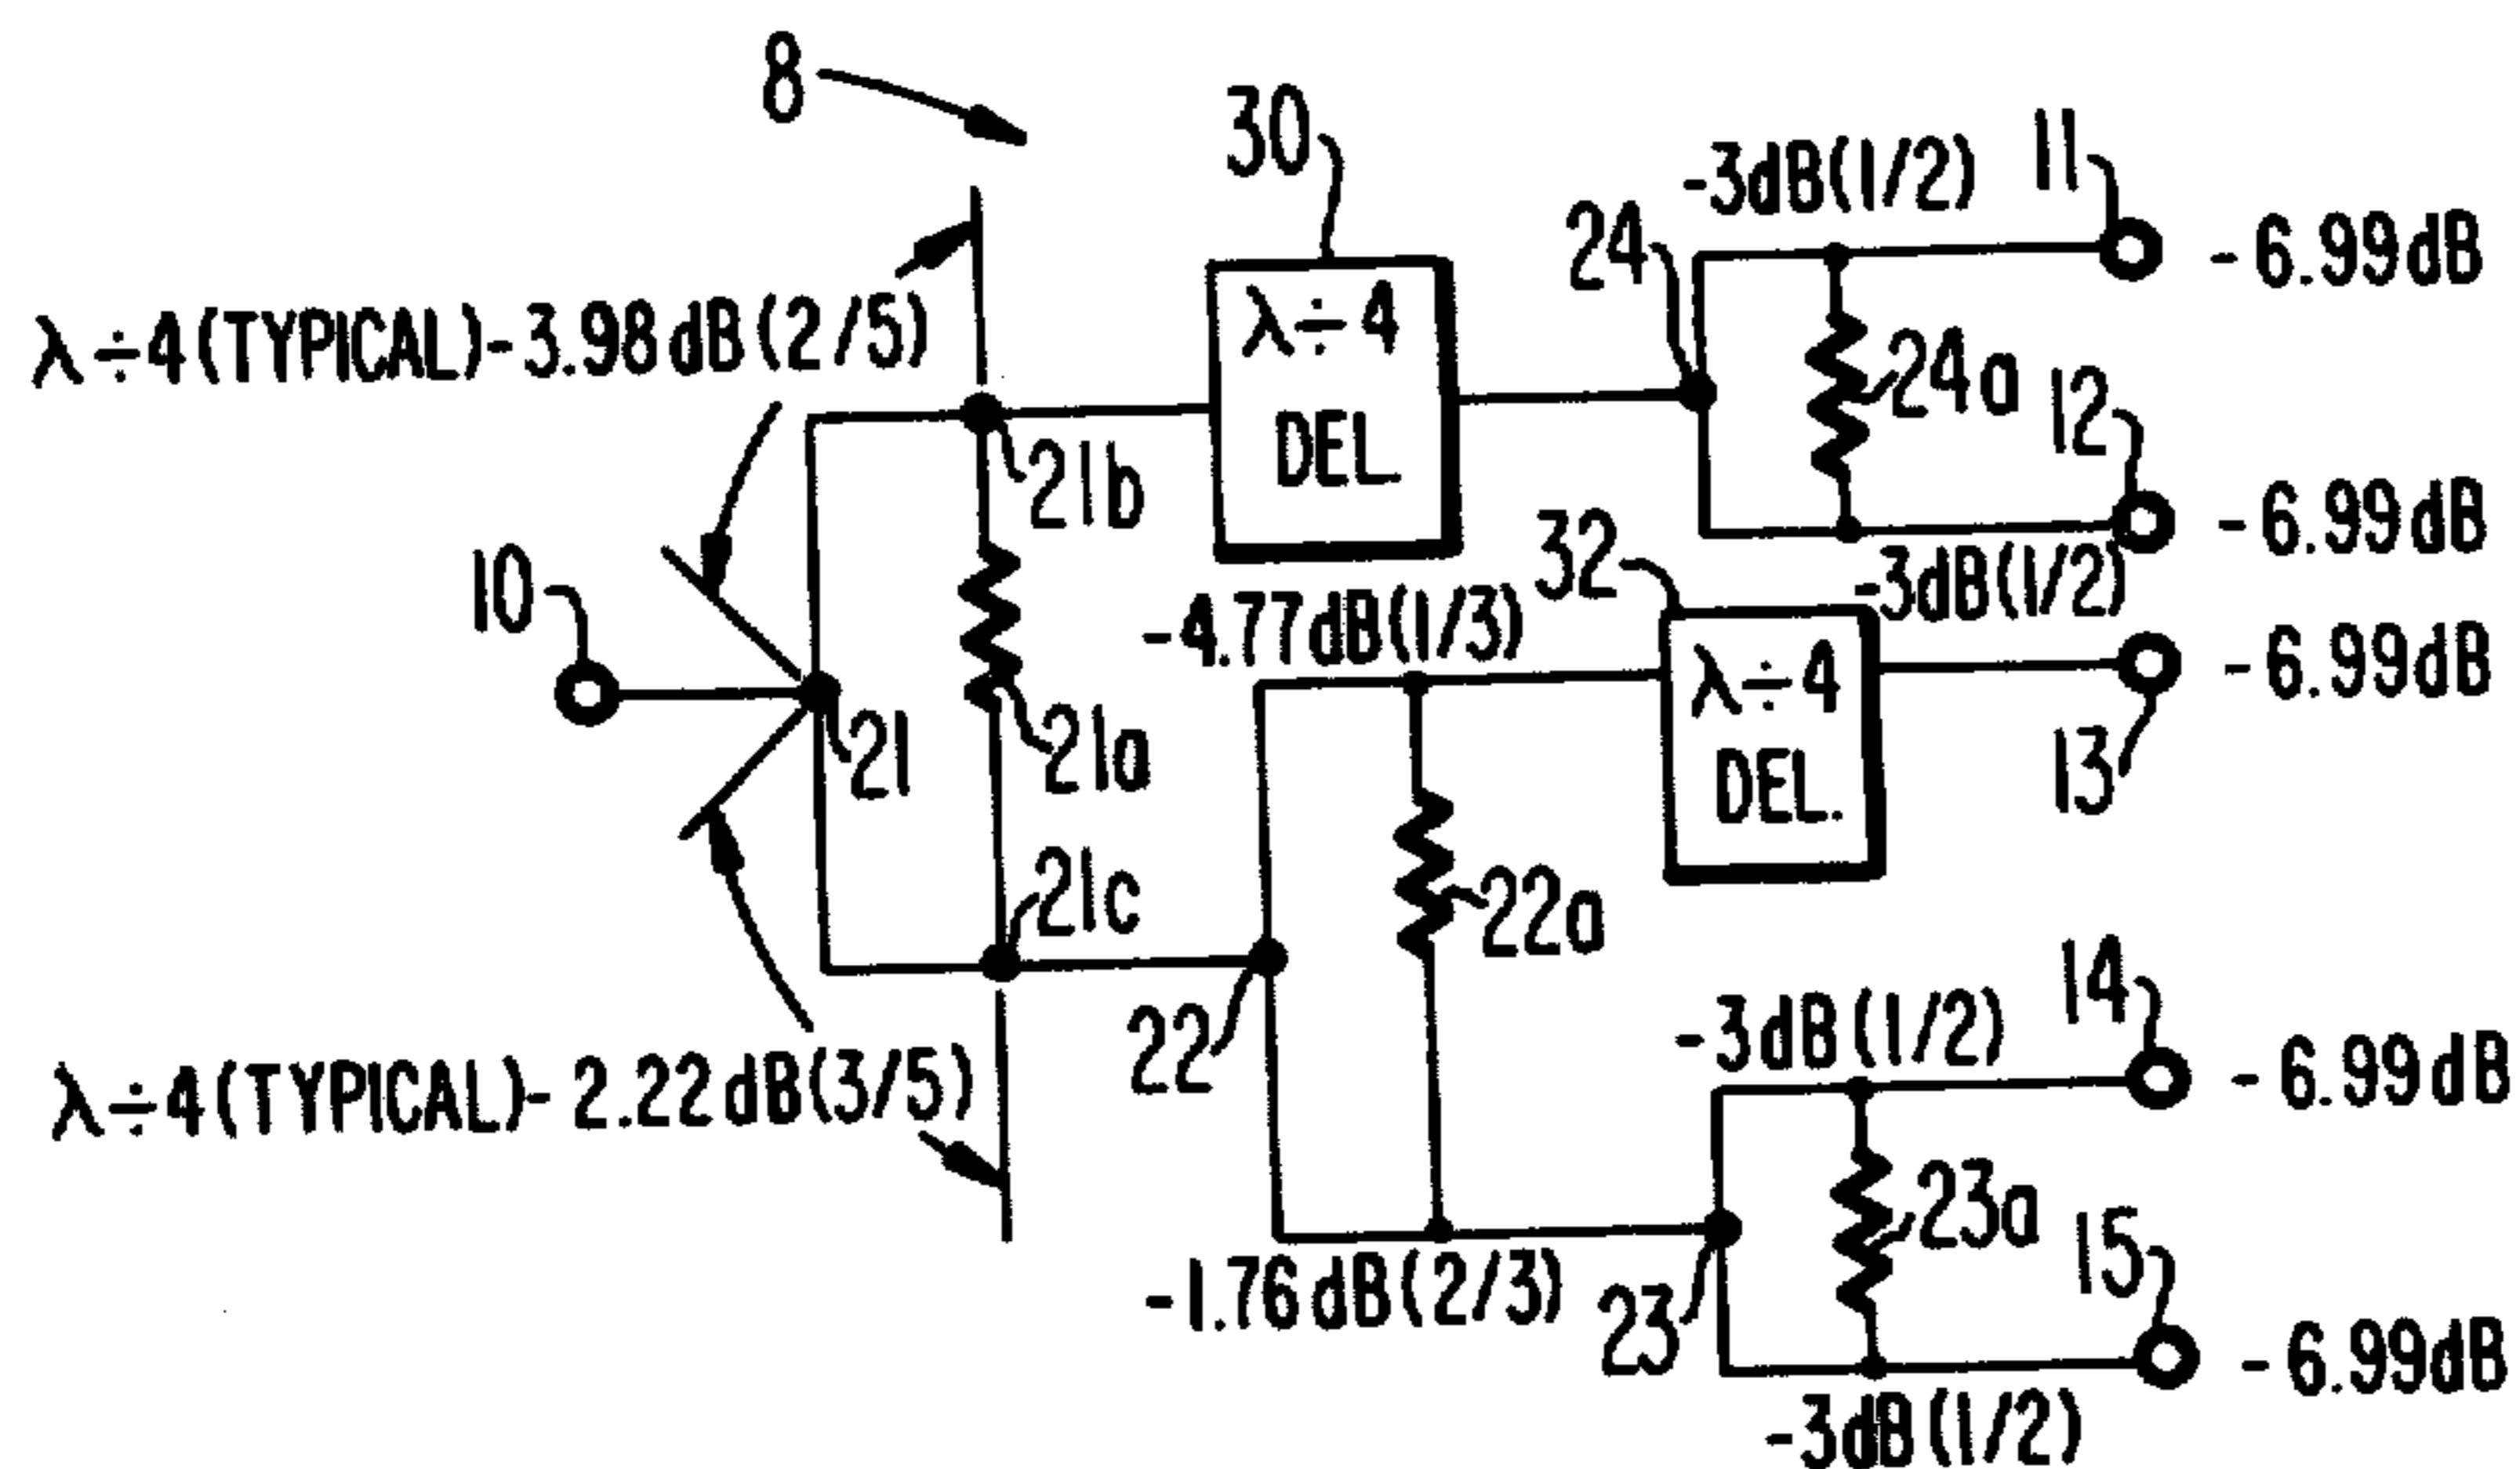 8
30
-3dB(1/2)
11
24
-6.99dB
λ÷4(TYPICAL)-3.98dB(2/5)
λ÷4
DEL
24a
12
21b
-6.99dB
32
-3dB(1/2)
10
-4.77dB(1/3)
λ÷4
DEL.
-6.99dB
21
21a
13
21c
22a
14
22
-3dB(1/2)
-6.99dB
λ÷4(TYPICAL)-2.22dB(3/5)
23a
15
-1.76dB(2/3)
23
-6.99dB
-3dB(1/2)